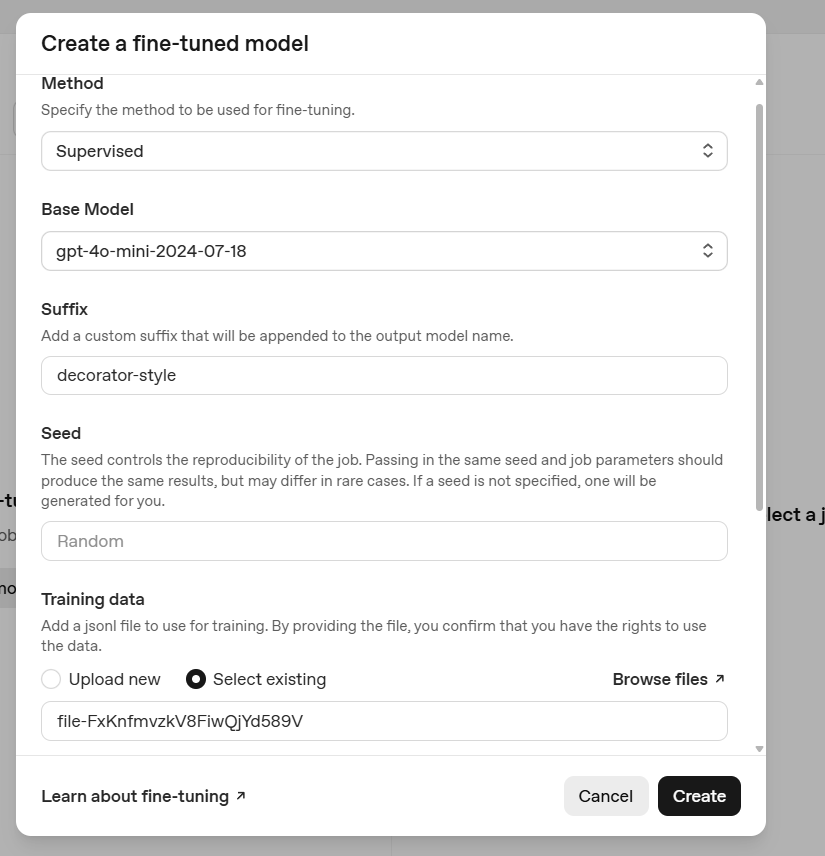 Create a fine-tuned model
Method
Specify the method to be used for fine-tuning.
Supervised
Base Model
gpt-4o-mini-2024-07-18
Suffix
Add a custom suffix that will be appended to the output model name.
decorator-style
Seed
The seed controls the reproducibility of the job. Passing in the same seed and job parameters should
produce the same results, but may differ in rare cases. If a seed is not specified, one will be
generated for you.
Random
Training data
Add a jsonl file to use for training. By providing the file, you confirm that you have the rights to use
the data.
Upload new Select existing Browse files ↗
file-FxKnfmvzkV8FiwQjYd589V
Learn about fine-tuning ↗ Cancel Create